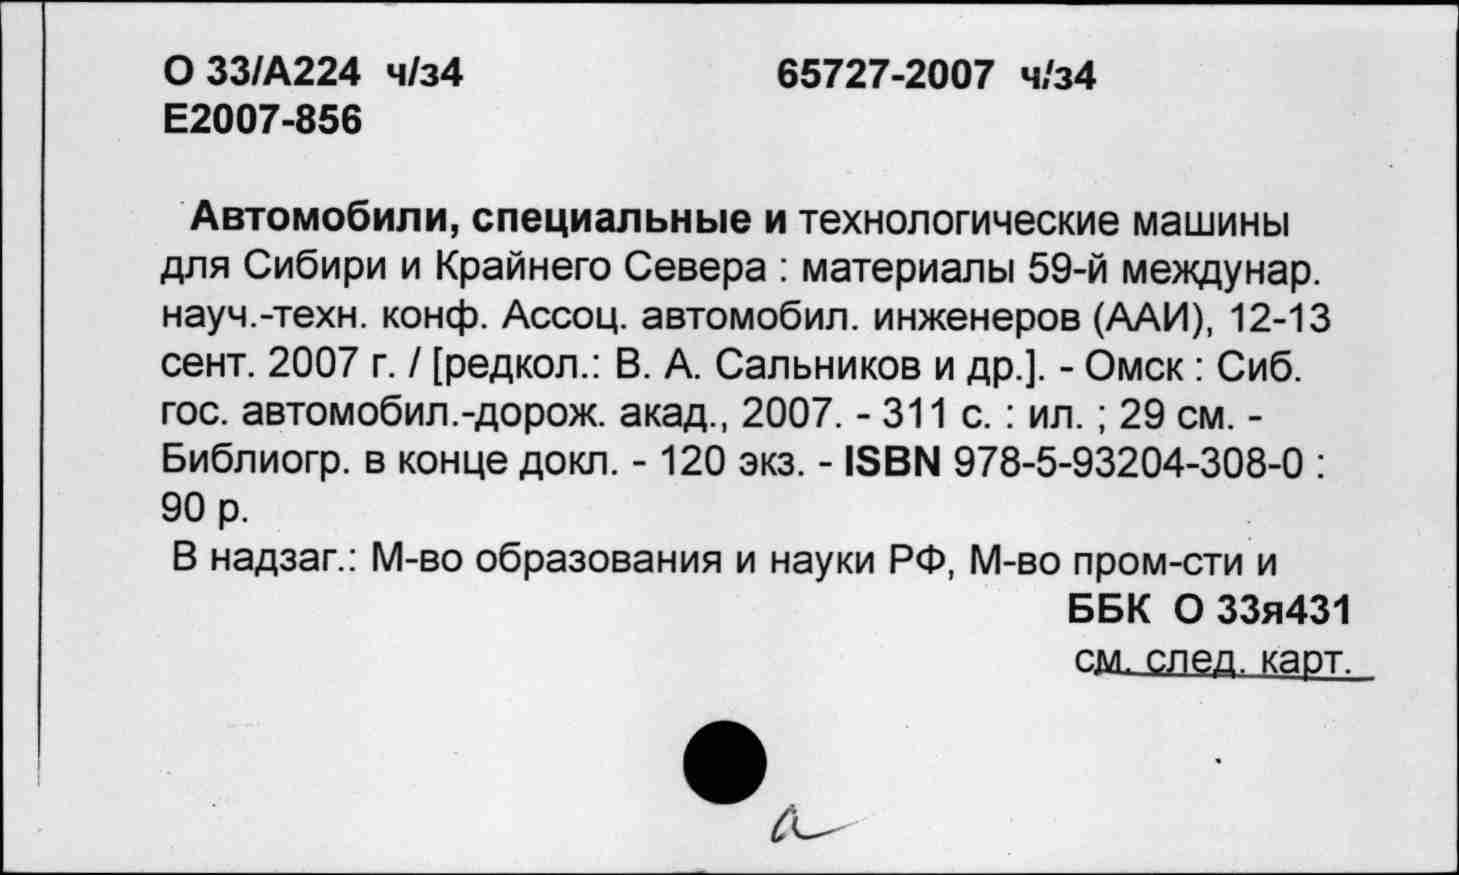 О 33/А224 ч/з4 65727-2007 ч/з4
Е2007-856
Автомобили, специальные и технологические машины
для Сибири и Крайнего Севера : материалы 59-й междунар.
науч.-техн. конф. Ассоц. автомобил. инженеров (ААИ), 12-13
сент. 2007 г. / [редкол.: В. А. Сальников и др.]. - Омск : Сиб.
гос. автомобил.-дорож. акад., 2007. - 311 с. : ил. ; 29 см. -
Библиогр. в конце докл. - 120 экз. - ISBN 978-5-93204-308-0 :
90 р.
В надзаг.: М-во образования и науки РФ, М-во пром-сти и
ББК О 33я431
см. след. карт.
а